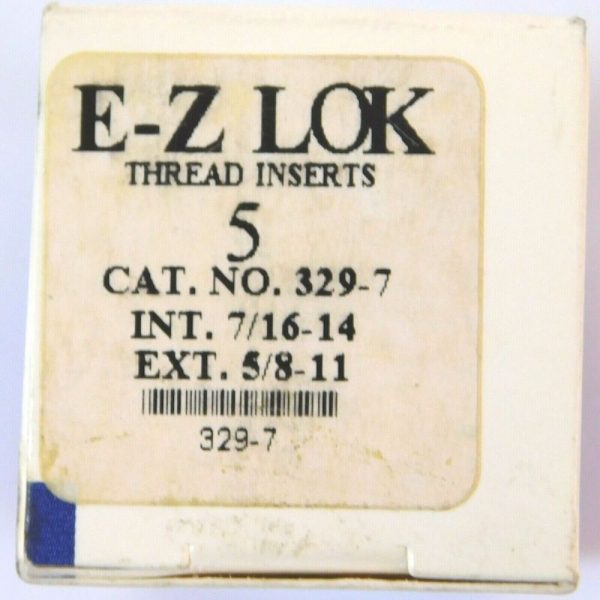 E-Z LOK
THREAD INSERTS
5
CAT. NO. 329-7
INT. 7/16-14
EXT. 5/8-11
329-7